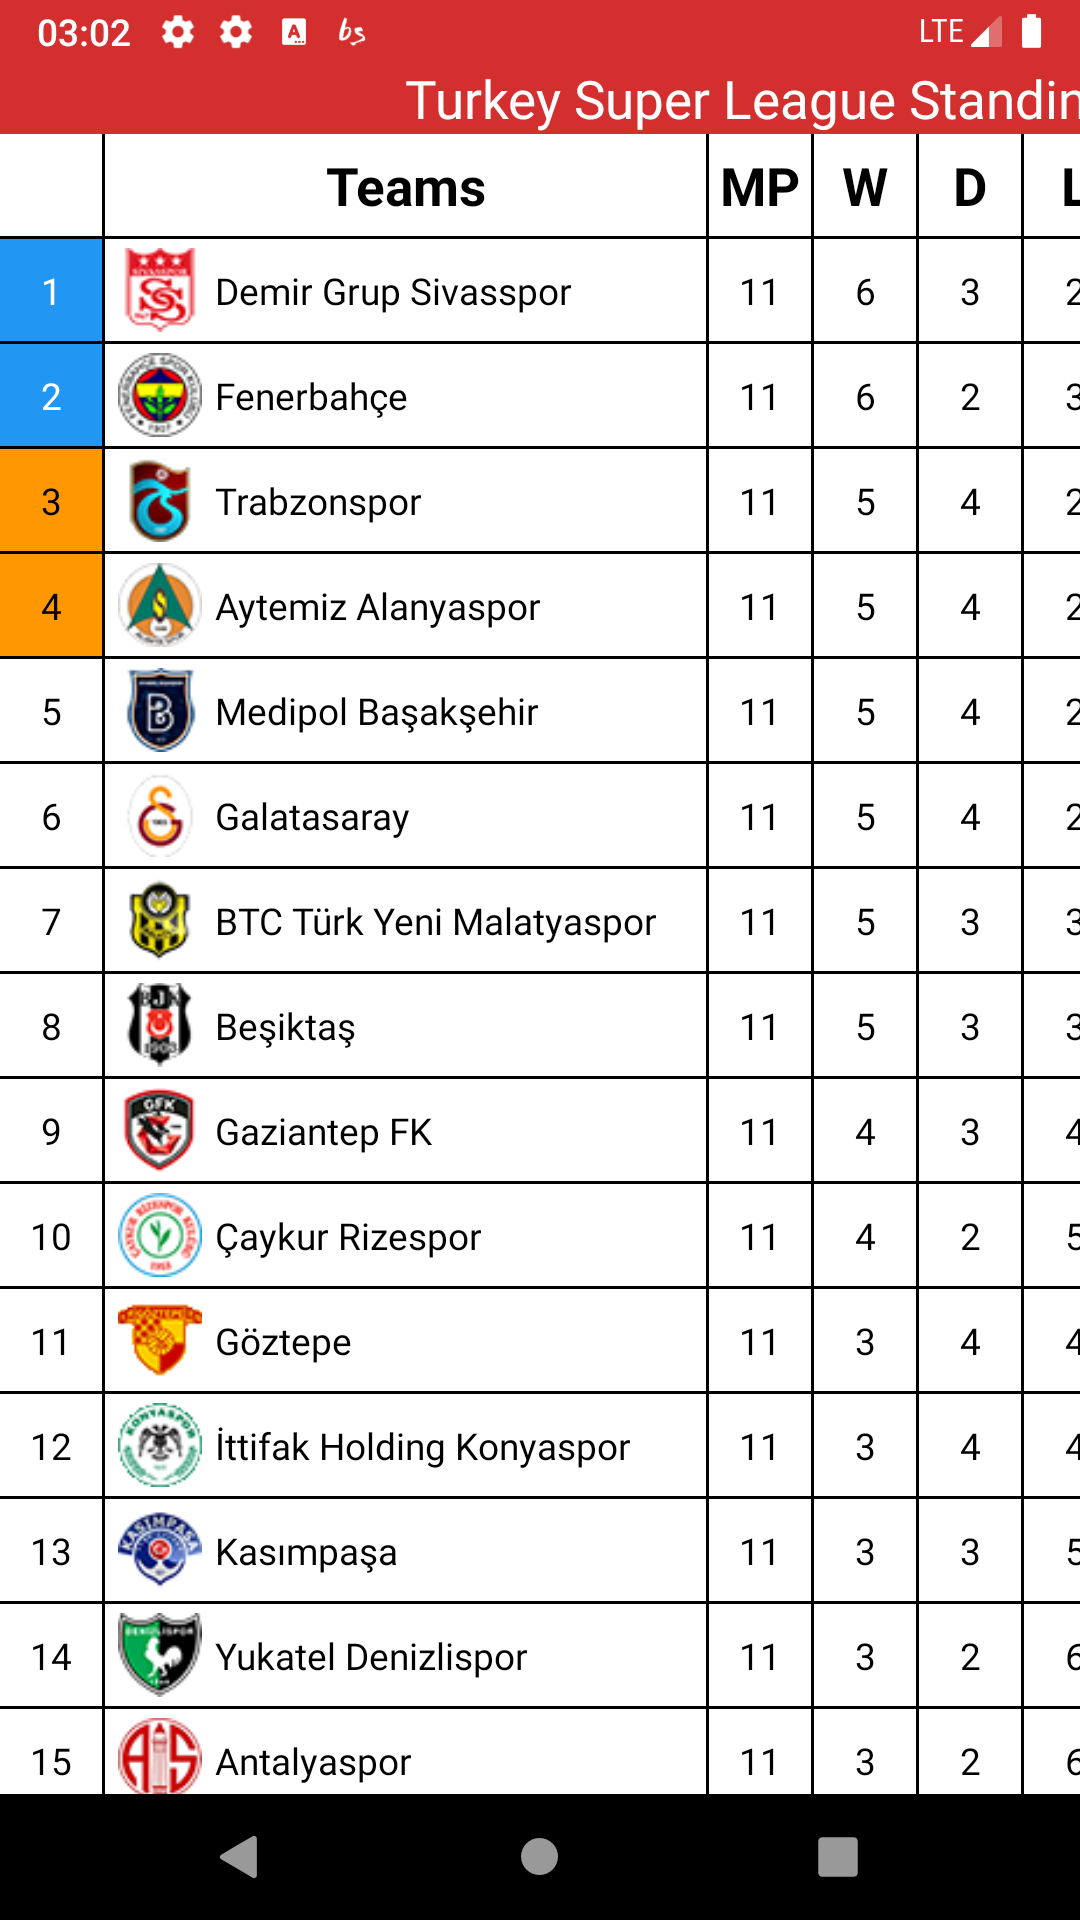 03:02 LTE
Turkey Super League Standin
Teams MP W D L
1 Demir Grup Sivasspor 11 6 3 2
2 Fenerbahçe 11 6 2 3
3 Trabzonspor 11 5 4 2
4 Aytemiz Alanyaspor 11 5 4 2
5 Medipol Başakşehir 11 5 4 2
6 Galatasaray 11 5 4 2
7 BTC Türk Yeni Malatyaspor 11 5 3 3
8 Beşiktaş 11 5 3 3
9 Gaziantep FK 11 4 3 4
10 Çaykur Rizespor 11 4 2 5
11 Göztepe 11 3 4 4
12 İttifak Holding Konyaspor 11 3 4 4
13 Kasımpaşa 11 3 3 5
14 Yukatel Denizlispor 11 3 2 6
15 Antalyaspor 11 3 2 6